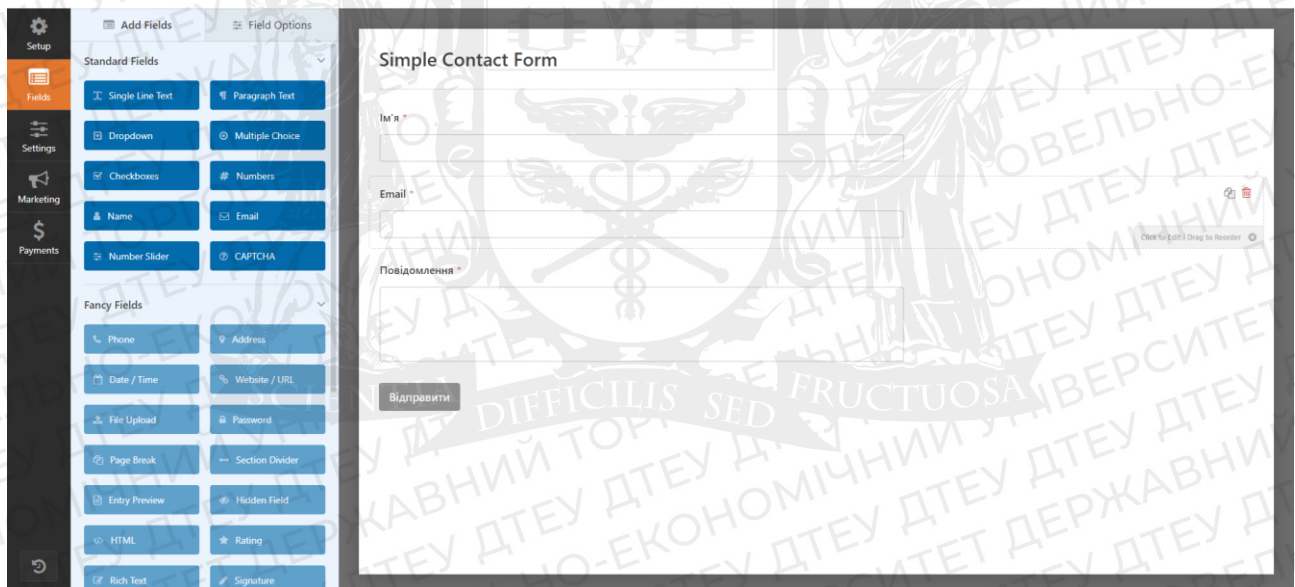 Setup
Fields
Settings
Marketing
Payments
Add Fields
Field Options
Standard Fields
Single Line Text
Paragraph Text
Dropdown
Multiple Choice
Checkboxes
Numbers
Name
Email
Number Slider
CAPTCHA
Fancy Fields
Phone
Address
Date / Time
Website / URL
File Upload
Password
Page Break
Section Divider
Entry Preview
Hidden Field
HTML
Rating
Rich Text
Signature
Simple Contact Form
Ім'я *
Email *
Click to Edit | Drag to Reorder
Повідомлення *
Відправити
DIFFICILIS SED FRUCTUOSA